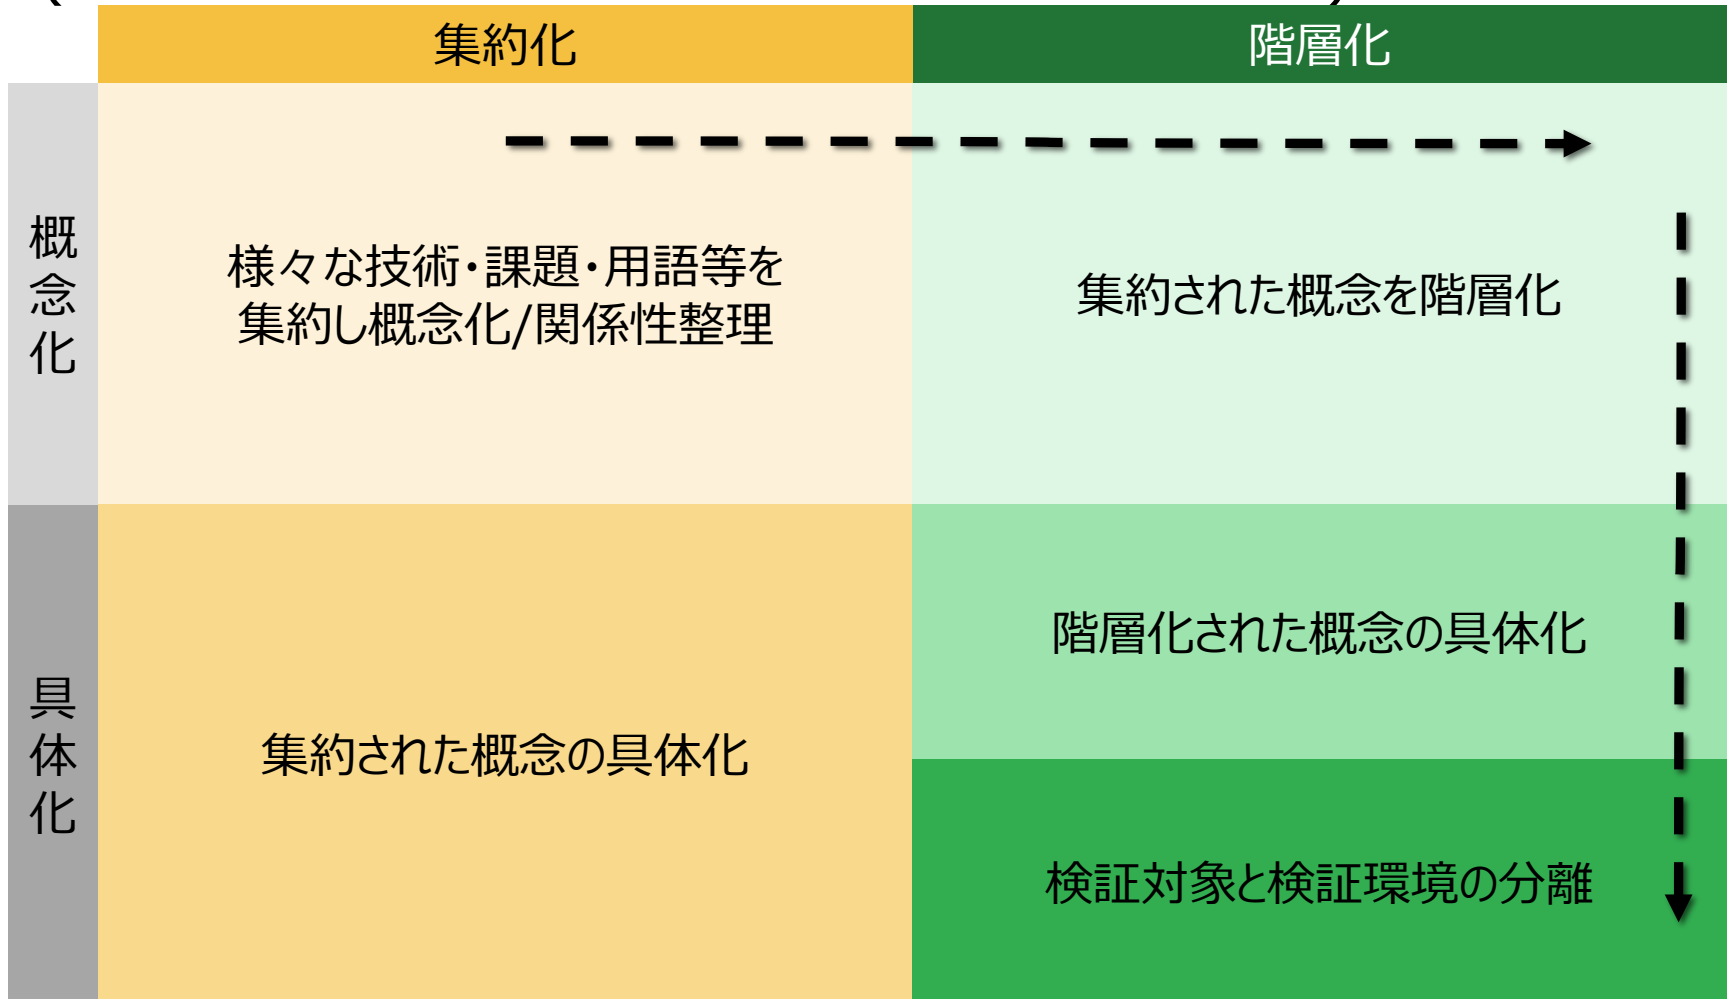 集約化
階層化
概念化
様々な技術・課題・用語等を
集約し概念化/関係性整理
集約された概念を階層化
具体化
集約された概念の具体化
階層化された概念の具体化
検証対象と検証環境の分離